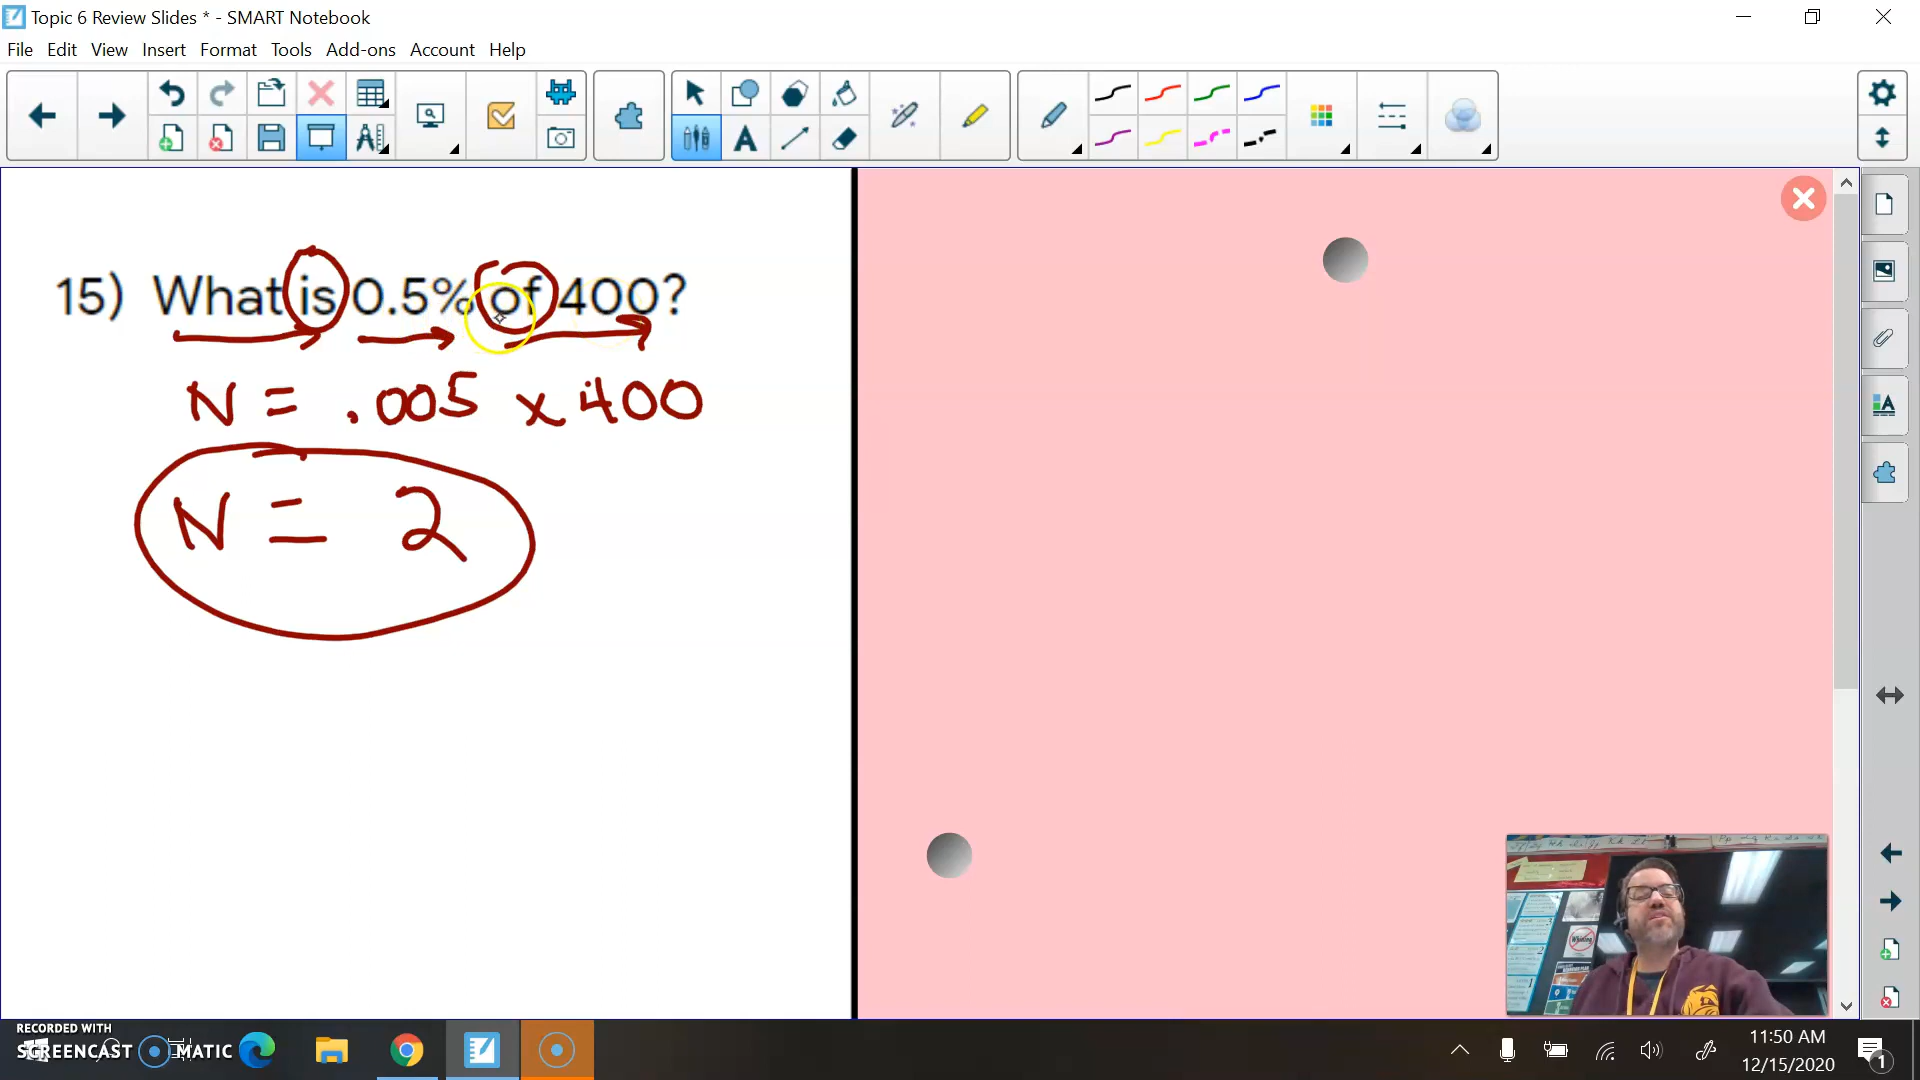 Topic 6 Review Slides * - SMART Notebook
File Edit View Insert Format Tools Add-ons Account Help
15) What is 0.5% of 400?
N = .005 x 400
N = 2
RECORDED WITH
SCREENCAST MATIC
11:50 AM
12/15/2020
1